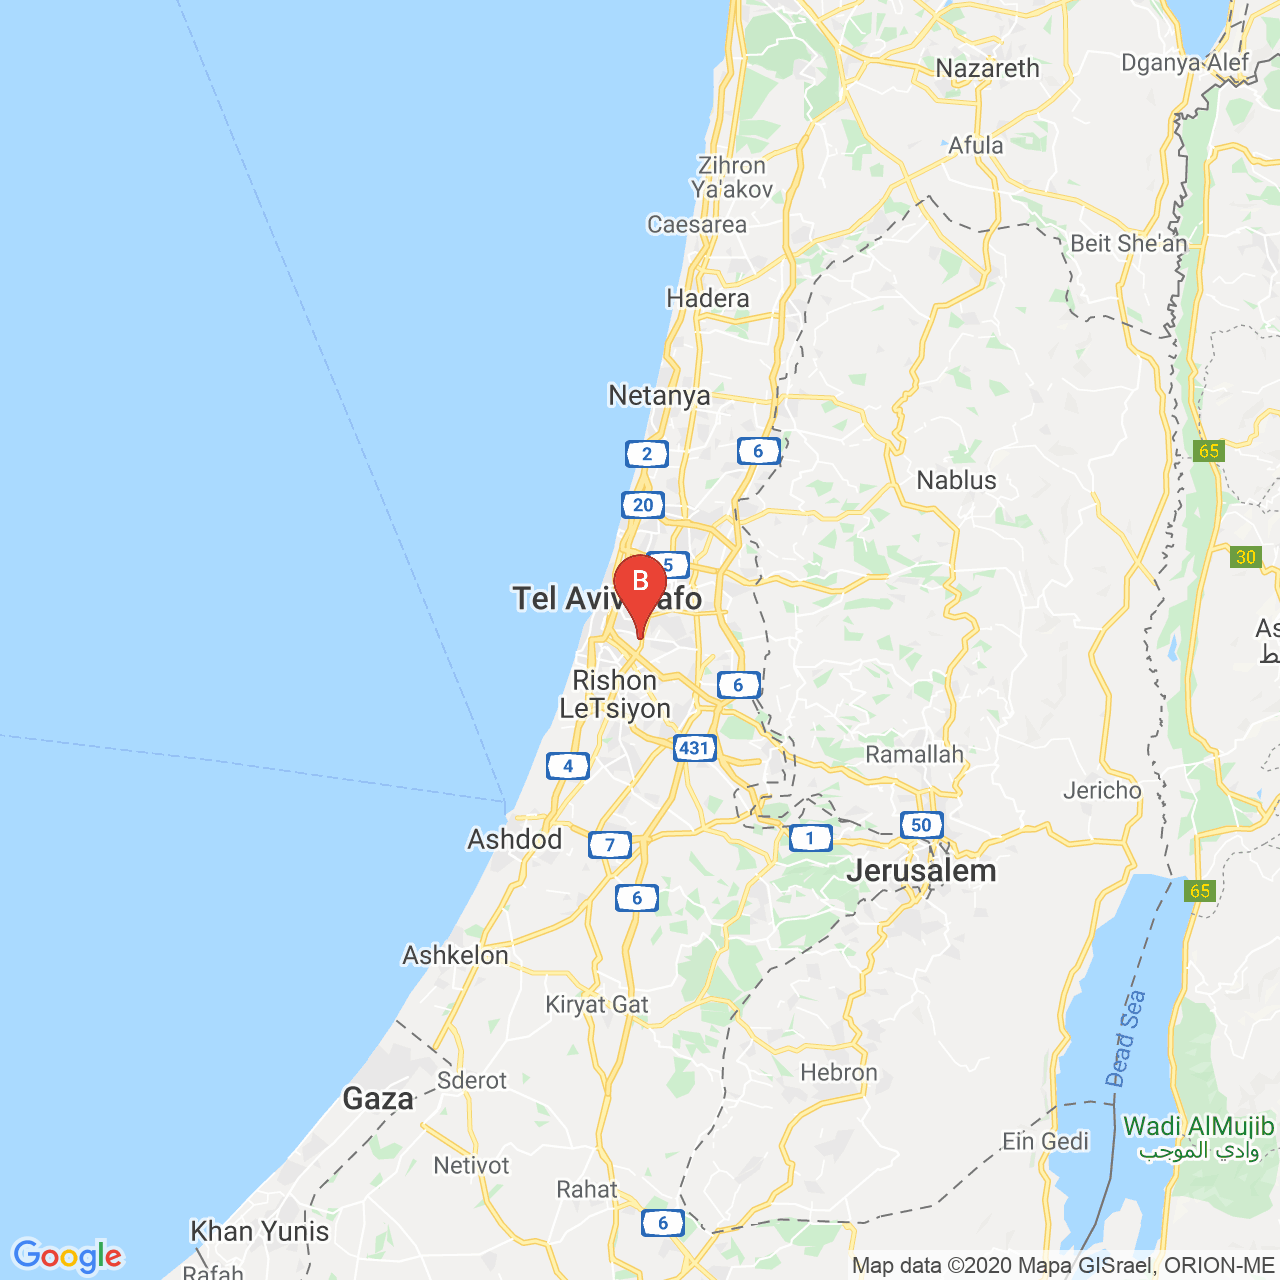 Nazareth
Dganya Alef
Afula
Zihron
Ya'akov
Caesarea
Beit She'an
Hadera
Netanya
2
6
65
Nablus
20
30
5
B
Tel Aviv
afo
As
Rishon
LeTsiyon
6
431
Ramallah
4
Jericho
50
Ashdod
7
1
Jerusalem
6
65
Ashkelon
Kiryat Gat
Dead Sea
Hebron
Sderot
Gaza
Wadi AlMujib
وادي الموجب
Ein Gedi
Netivot
Rahat
6
Khan Yunis
Rafah
Google
Map data ©2020 Mapa GISrael, ORION-ME